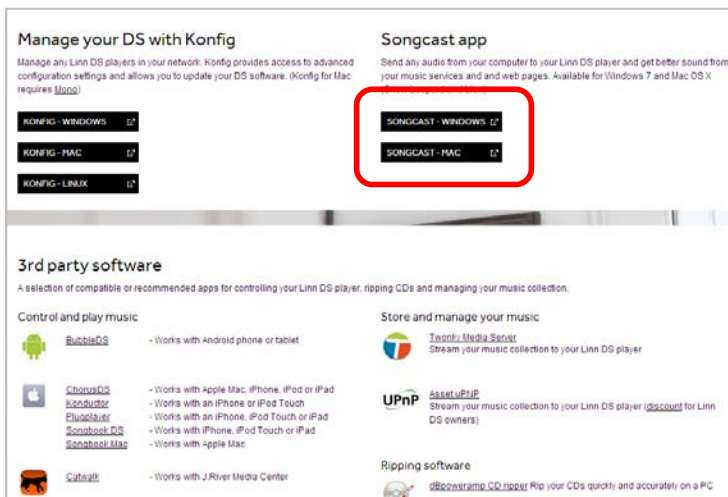 Manage your DS with Konfig
Manage any Linn DS players in your network. Konfig provides access to advanced
configuration settings and allows you to update your DS software. (Konfig for Mac
requires Mono)
KONFIG - WINDOWS
KONFIG - MAC
KONFIG - LINUX
Songcast app
Send any audio from your computer to your Linn DS player and get better sound from
your music services and and web pages. Available for Windows 7 and Mac OS X
SONGCAST - WINDOWS
SONGCAST - MAC
3rd party software
A selection of compatible or recommended apps for controlling your Linn DS player, ripping CDs and managing your music collection.
Control and play music
BubbleDS - Works with Android phone or tablet
ChorusDS - Works with Apple Mac, iPhone, iPod or iPad
Konductor - Works with an iPhone or iPod Touch
Plugplayer - Works with an iPhone, iPod Touch or iPad
Songbook DS - Works with iPhone, iPod Touch or iPad
Songbook Mac - Works with Apple Mac
Catwalk - Works with J.River Media Center
Store and manage your music
Twonky Media Server
Stream your music collection to your Linn DS player
UPnP Asset uPnP
Stream your music collection to your Linn DS player (discount for Linn
DS owners)
Ripping software
dBpoweramp CD ripper Rip your CDs quickly and accurately on a PC